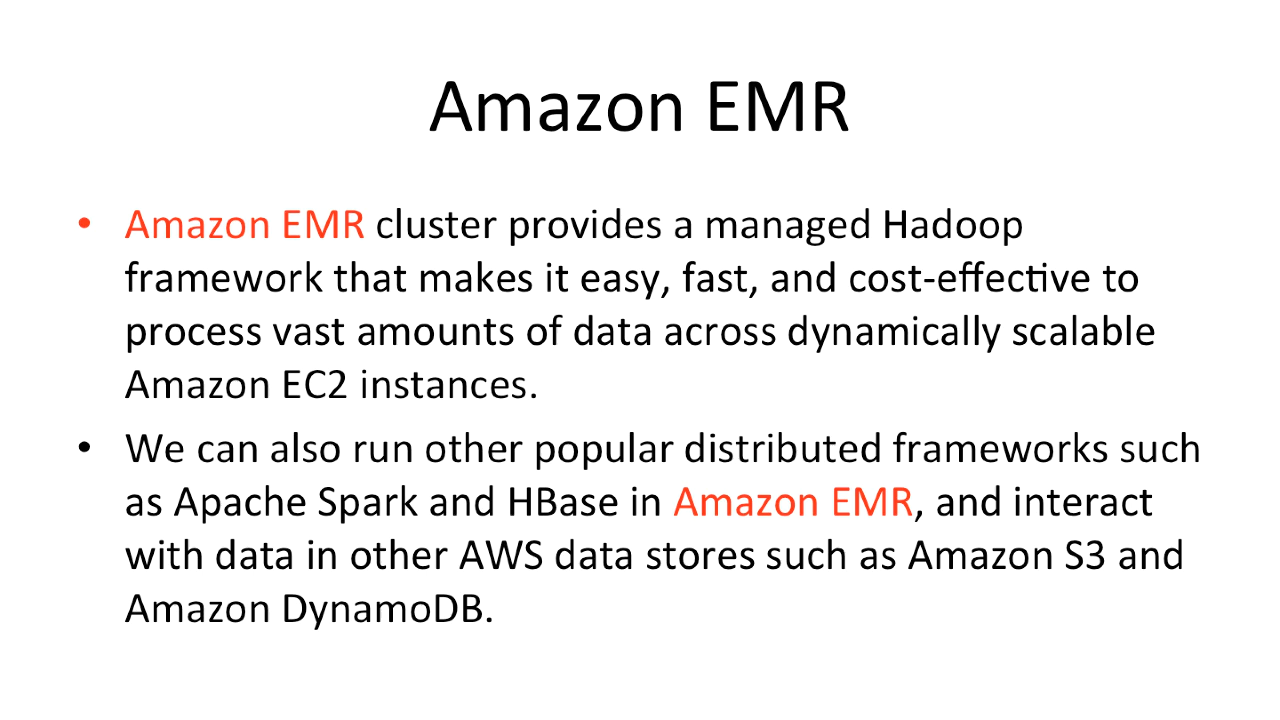 Amazon EMR
• Amazon EMR cluster provides a managed Hadoop
framework that makes it easy, fast, and cost-effective to
process vast amounts of data across dynamically scalable
Amazon EC2 instances.
• We can also run other popular distributed frameworks such
as Apache Spark and HBase in Amazon EMR, and interact
with data in other AWS data stores such as Amazon S3 and
Amazon DynamoDB.